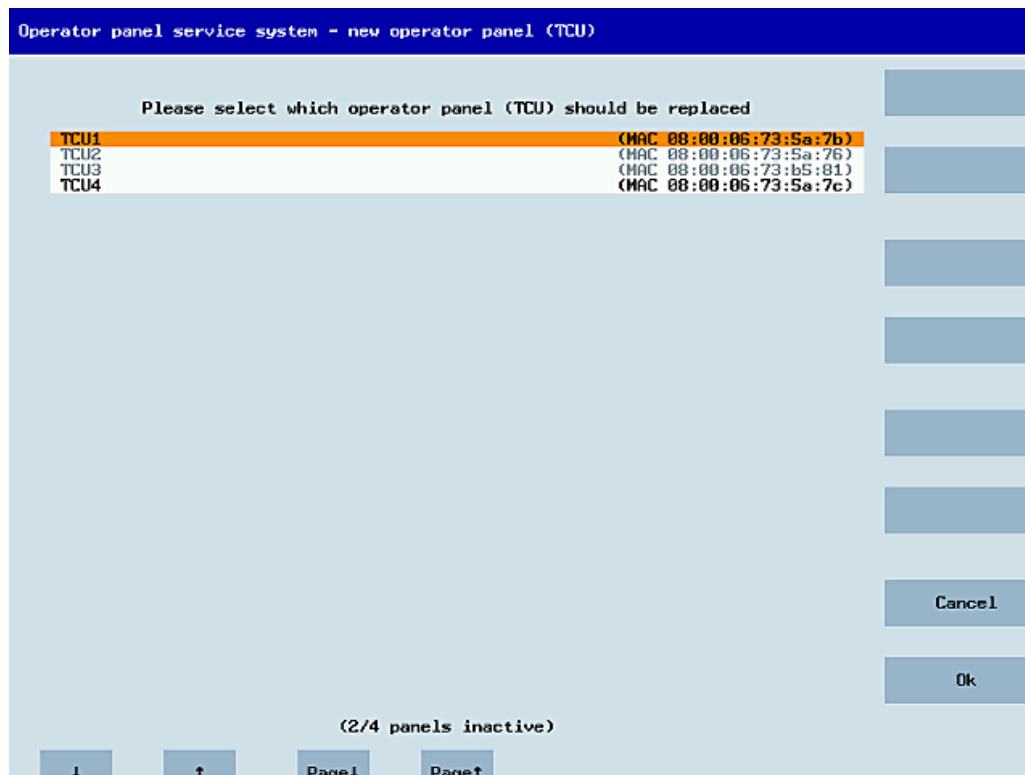 Operator panel service system - new operator panel (TCU)
Please select which operator panel (TCU) should be replaced
TCU1 (MAC 08:00:06:73:5a:7b)
TCU2 (MAC 08:00:06:73:5a:76)
TCU3 (MAC 08:00:06:73:b5:81)
TCU4 (MAC 08:00:06:73:5a:7c)
Cancel
Ok
(2/4 panels inactive)
↓ ↑ Page↓ Page↑